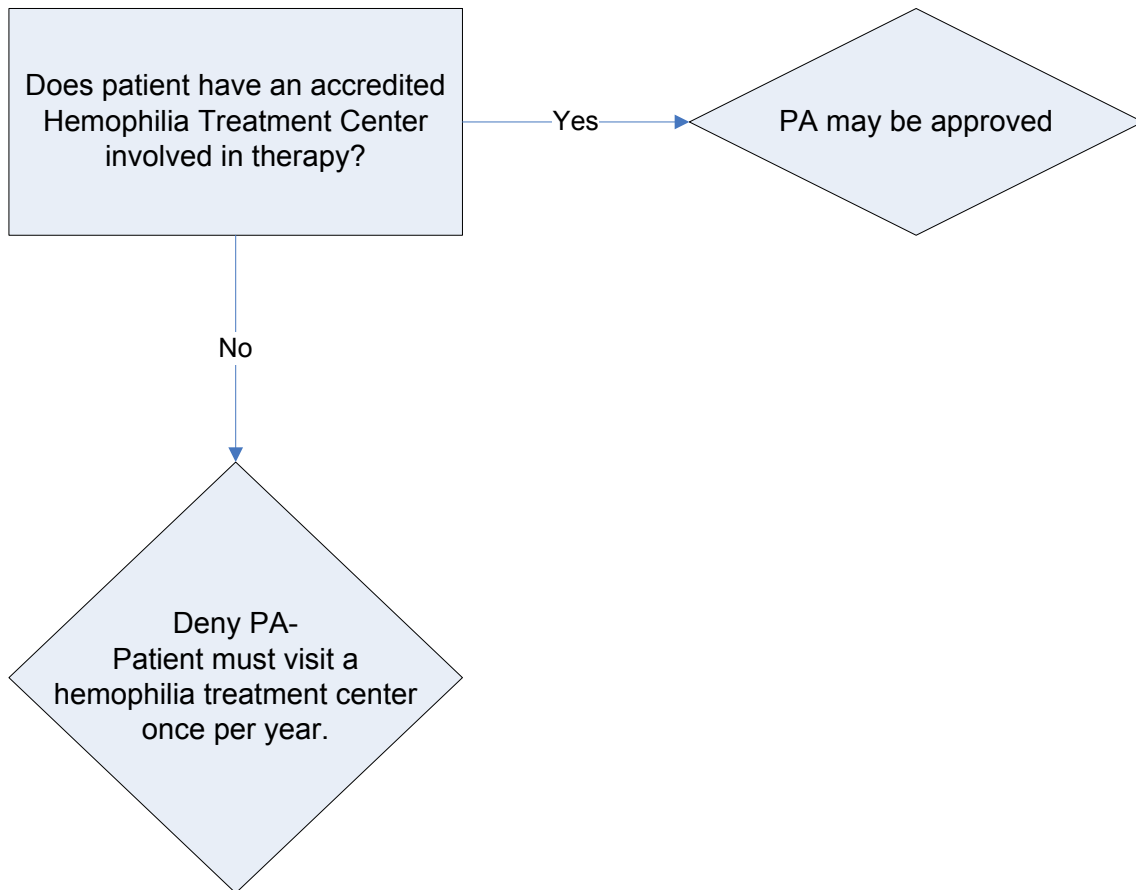 Does patient have an accredited
Hemophilia Treatment Center
involved in therapy?
Yes
PA may be approved
No
Deny PA-
Patient must visit a
hemophilia treatment center
once per year.